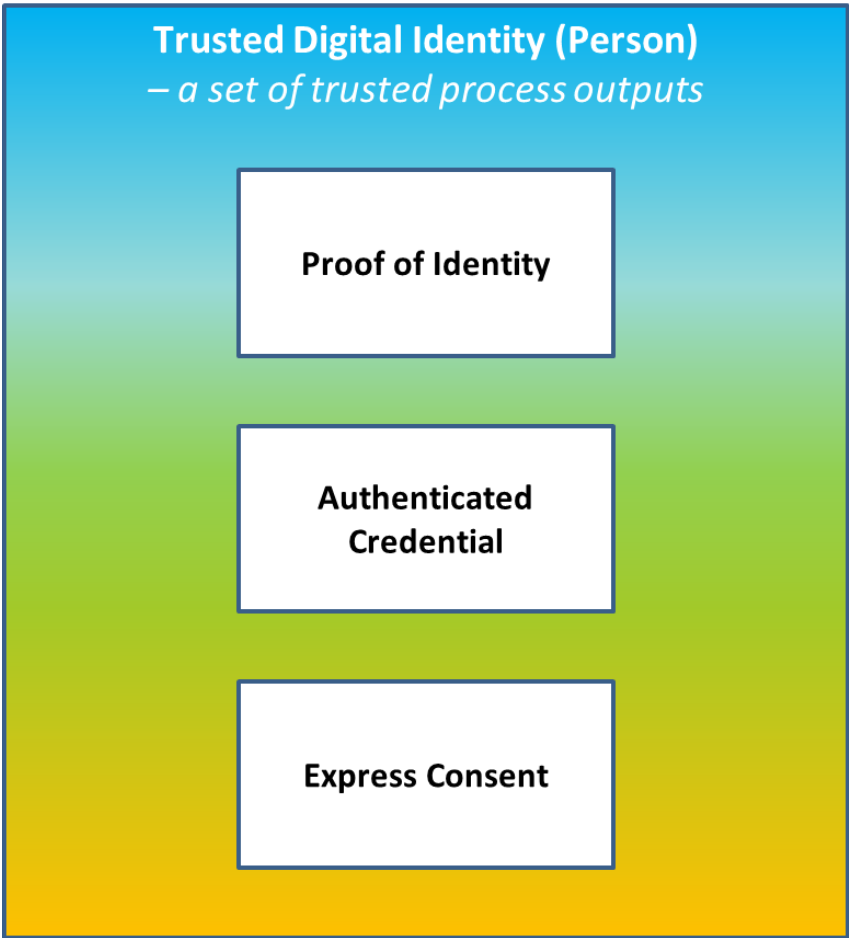 Trusted Digital Identity (Person)
– a set of trusted process outputs
Proof of Identity
Authenticated
Credential
Express Consent